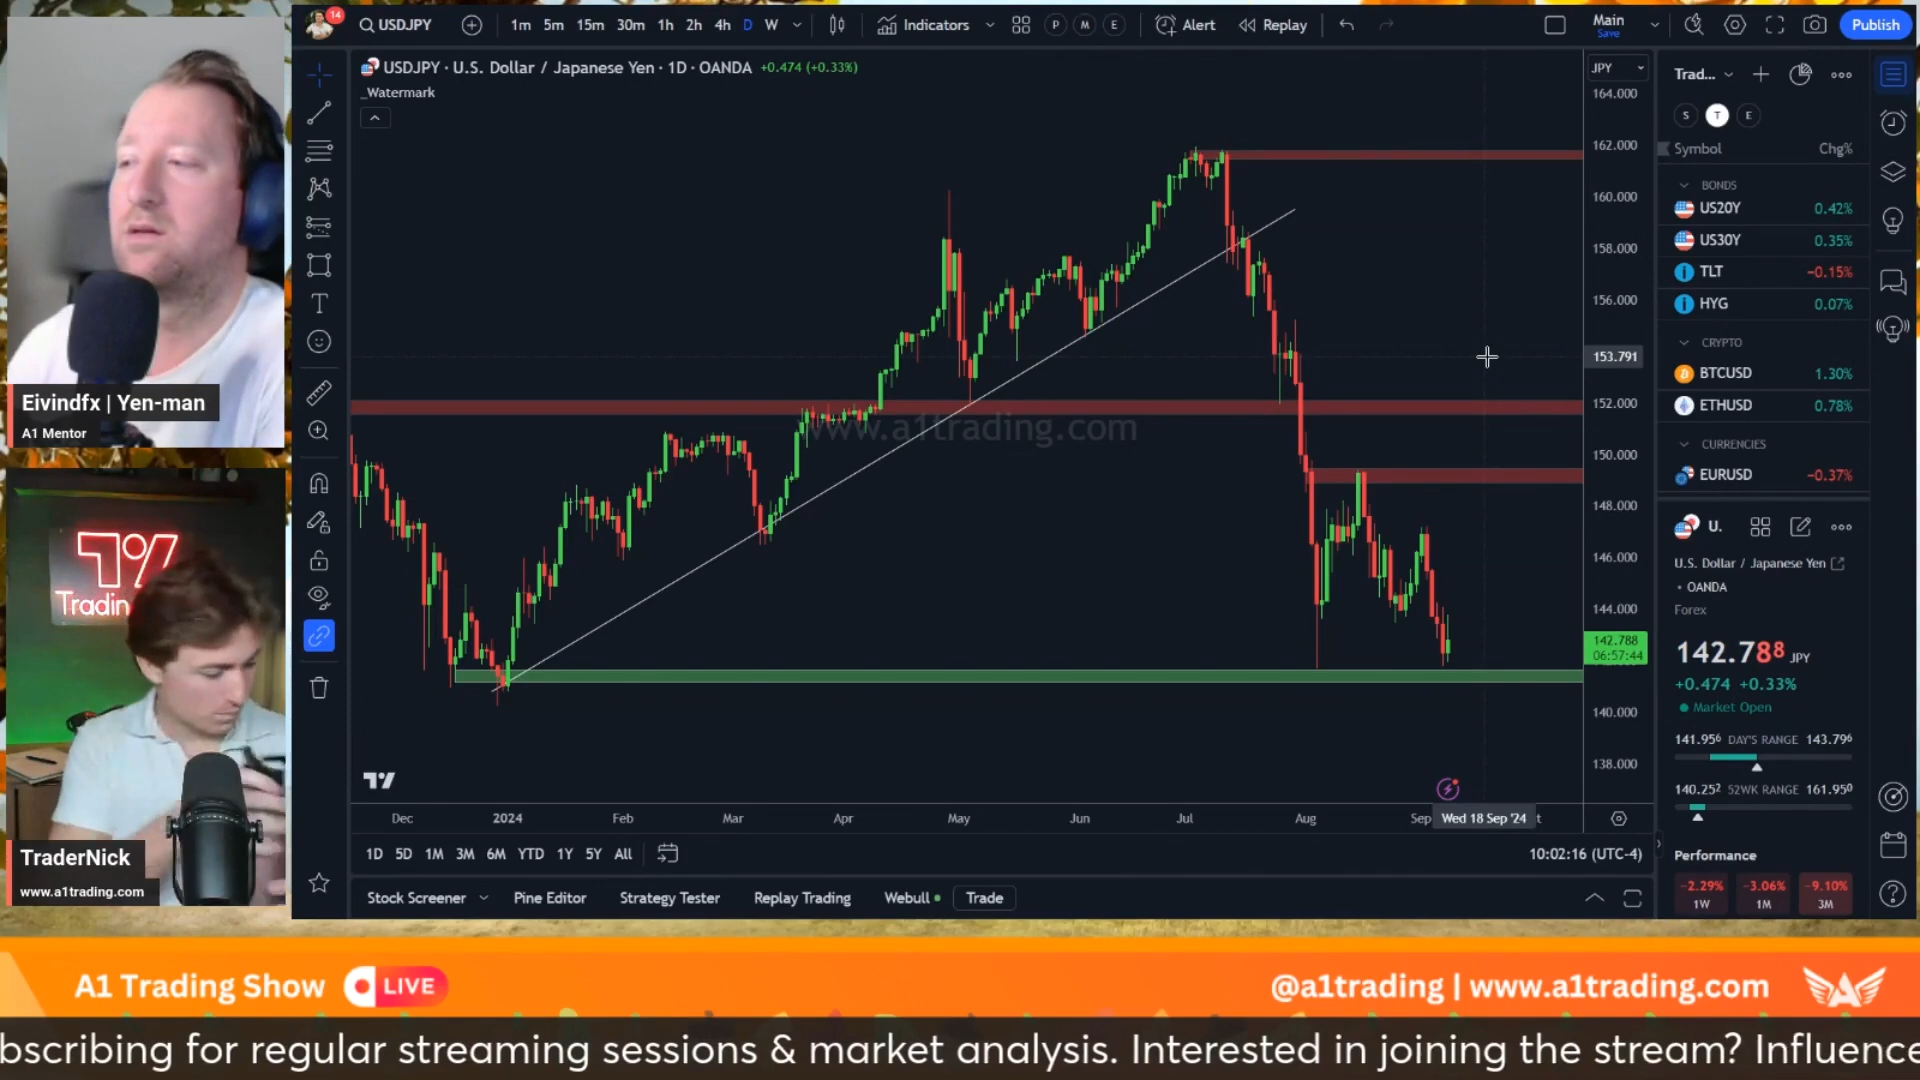 14
USDJPY
1m 5m 15m 30m 1h 2h 4h D W
Indicators
P M E
Alert
Replay
Main
Save
Publish
USDJPY · U.S. Dollar / Japanese Yen · 1D · OANDA +0.474 (+0.33%)
_Watermark
JPY
164.000
162.000
160.000
158.000
156.000
153.791
152.000
150.000
148.000
146.000
144.000
142.788
06:57:44
140.000
138.000
www.a1trading.com
Dec 2024 Feb Mar Apr May Jun Jul Aug Sep Wed 18 Sep '24
1D 5D 1M 3M 6M YTD 1Y 5Y All
10:02:16 (UTC-4)
Stock Screener Pine Editor Strategy Tester Replay Trading Webull Trade
Trad...
S T E
Symbol Chg%
BONDS
US20Y 0.42%
US30Y 0.35%
TLT −0.15%
HYG 0.07%
CRYPTO
BTCUSD 1.30%
ETHUSD 0.78%
CURRENCIES
EURUSD −0.37%
U.
U.S. Dollar / Japanese Yen
• OANDA
Forex
142.788 JPY
+0.474 +0.33%
Market Open
141.956 DAY'S RANGE 143.796
140.252 52WK RANGE 161.950
Performance
-2.29% -3.06% -9.10%
1W 1M 3M
Eivindfx | Yen-man
A1 Mentor
Tradin
TraderNick
www.a1trading.com
A1 Trading Show LIVE
@a1trading | www.a1trading.com
bscribing for regular streaming sessions & market analysis. Interested in joining the stream? Influence